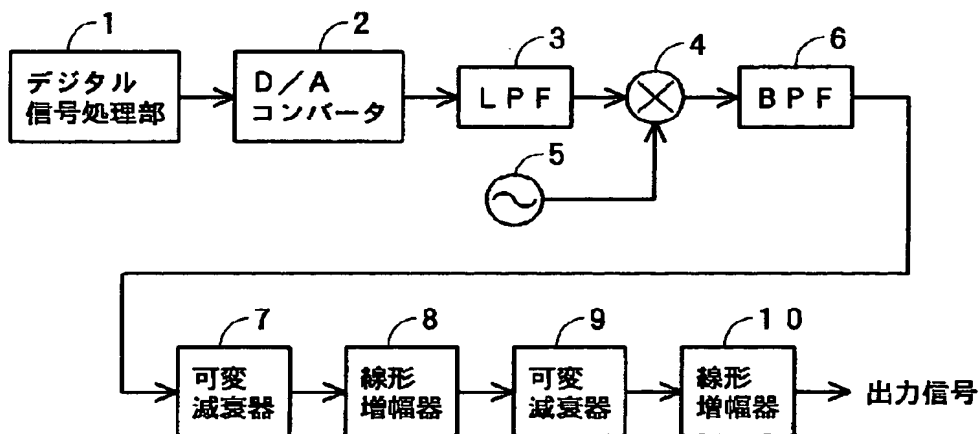 1
デジタル
信号処理部
2
D/A
コンバータ
3
LPF
4
5
6
BPF
7
可変
減衰器
8
線形
増幅器
9
可変
減衰器
10
線形
増幅器
出力信号